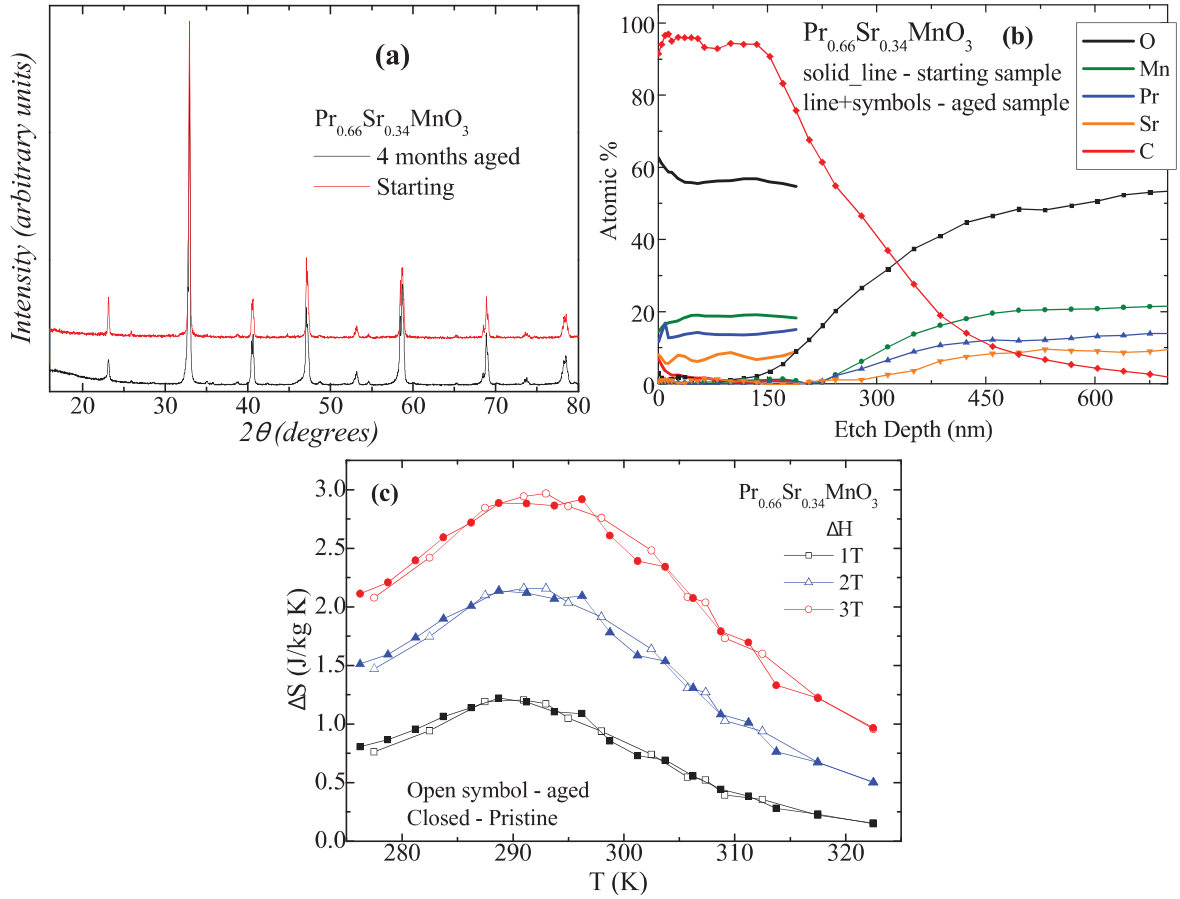 (a)
Pr0.66Sr0.34MnO3
4 months aged
Starting
Intensity (arbitrary units)
20 30 40 50 60 70 80
2θ (degrees)
(b)
Pr0.66Sr0.34MnO3
solid_line - starting sample
line+symbols - aged sample
O
Mn
Pr
Sr
C
Atomic %
100
80
60
40
20
0
0 150 300 450 600
Etch Depth (nm)
(c)
Pr0.66Sr0.34MnO3
ΔH
1T
2T
3T
ΔS (J/kg K)
3.0
2.5
2.0
1.5
1.0
0.5
0.0
Open symbol - aged
Closed - Pristine
280 290 300 310 320
T (K)